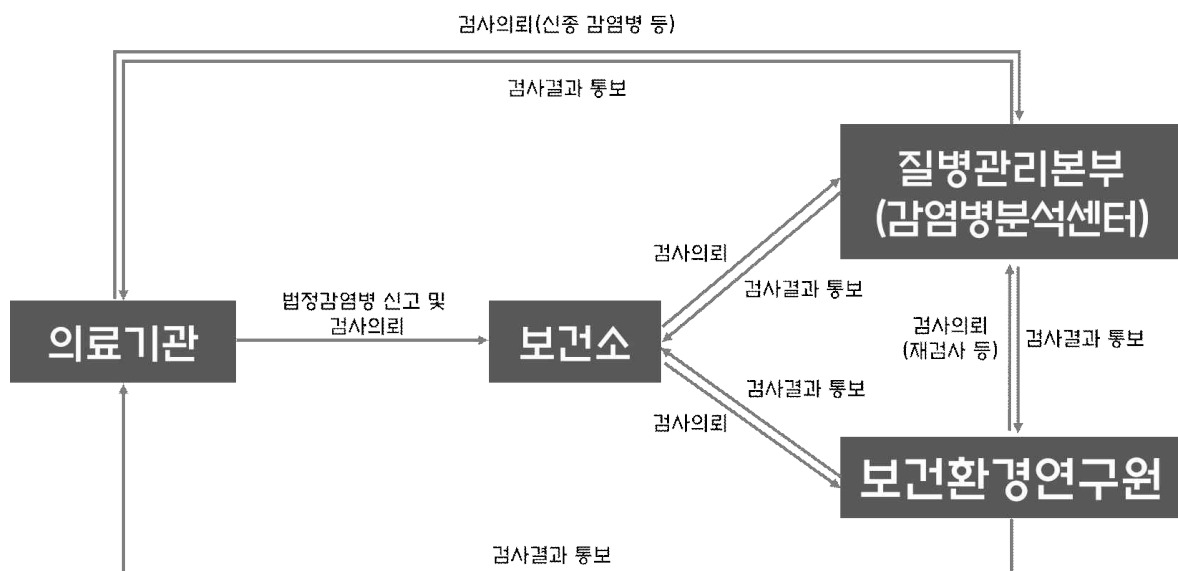 검사의뢰(신종 감염병 등)
검사결과 통보
질병관리본부
(감염병분석센터)
검사의뢰
검사결과 통보
법정감염병 신고 및
검사의뢰
의료기관
보건소
검사의뢰
(재검사 등)
검사결과 통보
검사결과 통보
검사의뢰
보건환경연구원
검사결과 통보